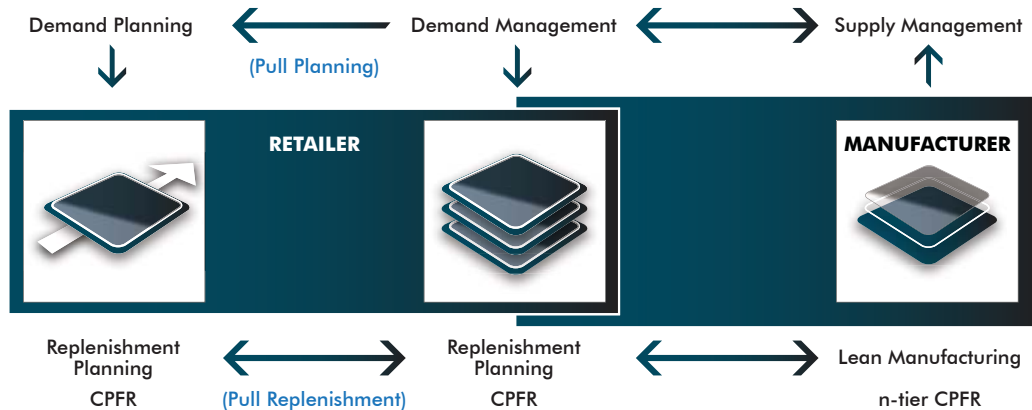 Demand Planning
Demand Management
Supply Management
(Pull Planning)
RETAILER
MANUFACTURER
Replenishment
Planning
Replenishment
Planning
Lean Manufacturing
CPFR
(Pull Replenishment)
CPFR
n-tier CPFR